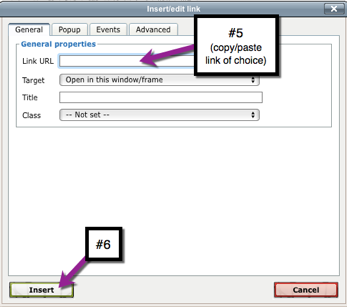 Insert/edit link
General Popup Events Advanced
General properties
Link URL
#5
(copy/paste
link of choice)
Target Open in this window/frame
Title
Class -- Not set --
#6
Insert Cancel